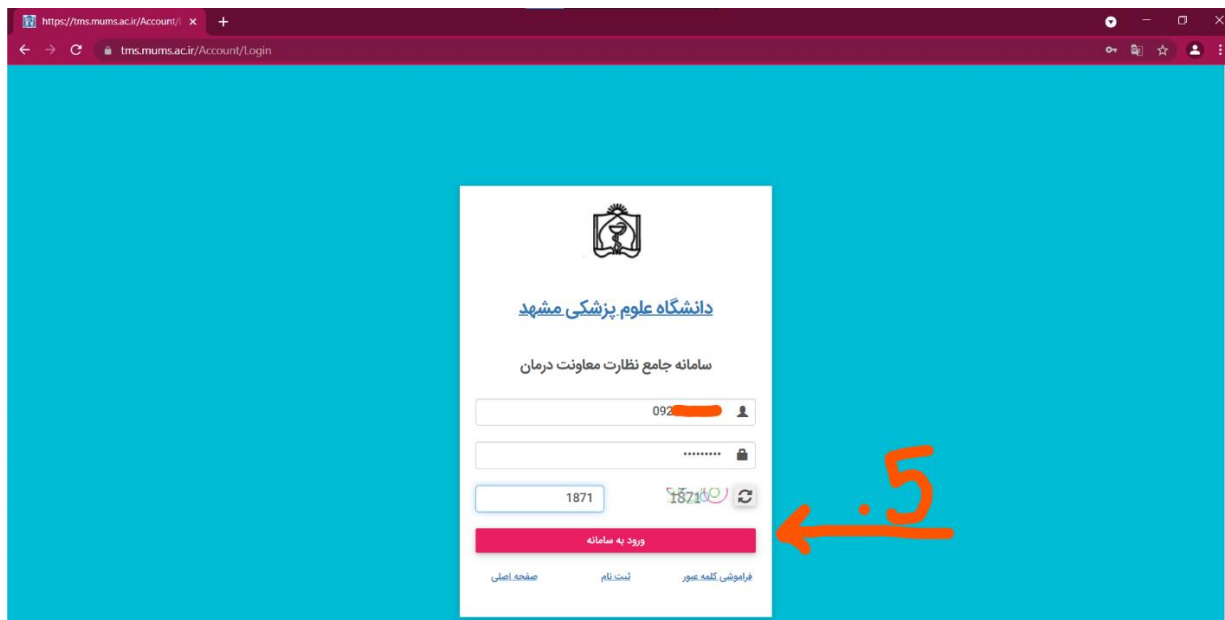 https://tms.mums.ac.ir/Account/l
tms.mums.ac.ir/Account/Login
دانشگاه علوم پزشکی مشهد
سامانه جامع نظارت معاونت درمان
092
•••••••••
1871 1871
ورود به سامانه
.5
فراموشی کلمه عبور ثبت نام صفحه اصلی